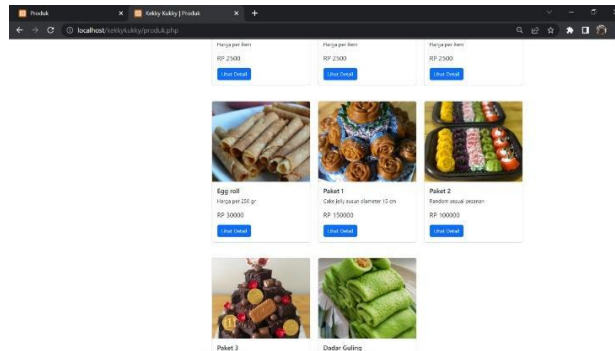 Produk
Kekky Kukky | Produk
localhost/kekkykukky/produk.php
Harga per item
Harga per item
Harga per item
RP 2500
RP 2500
RP 2500
Lihat Detail
Lihat Detail
Lihat Detail
Egg roll
Paket 1
Paket 2
Harga per 250 gr
Cake jelly susun diameter 15 cm
Random sesuai pesanan
RP 30000
RP 150000
RP 100000
Lihat Detail
Lihat Detail
Lihat Detail
Paket 3
Dadar Guling